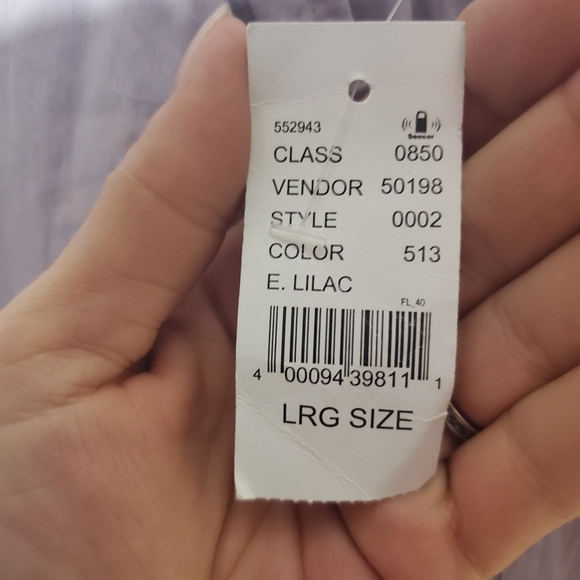 552943
Sensor
CLASS 0850
VENDOR 50198
STYLE 0002
COLOR 513
E. LILAC
FL_40
4 00094 39811 1
LRG SIZE